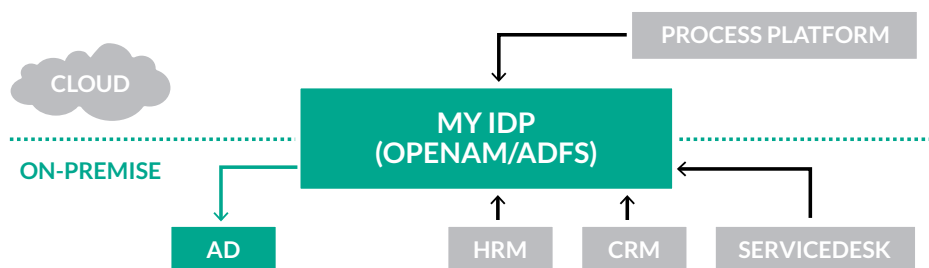 PROCESS PLATFORM
CLOUD
MY IDP
(OPENAM/ADFS)
ON-PREMISE
AD
HRM
CRM
SERVICEDESK